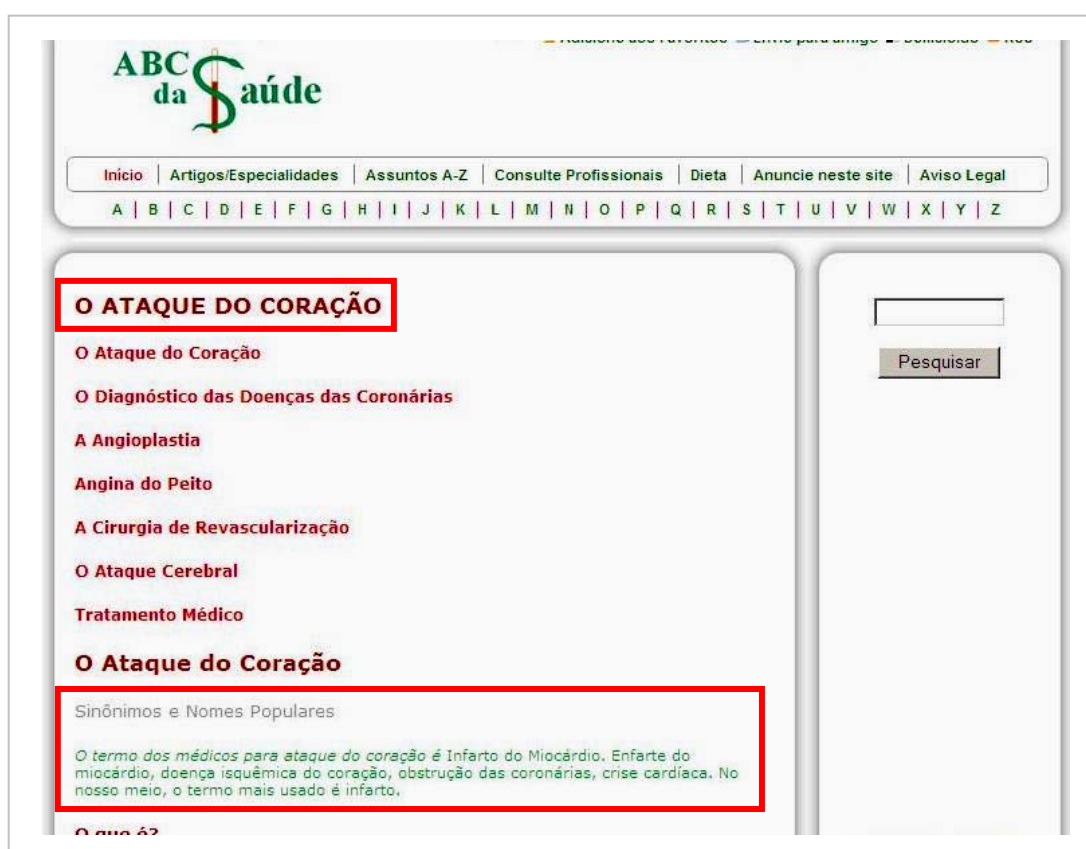 ABC
da Saúde
Início | Artigos/Especialidades | Assuntos A-Z | Consulte Profissionais | Dieta | Anuncie neste site | Aviso Legal
A | B | C | D | E | F | G | H | I | J | K | L | M | N | O | P | Q | R | S | T | U | V | W | X | Y | Z
O ATAQUE DO CORAÇÃO
O Ataque do Coração
O Diagnóstico das Doenças das Coronárias
A Angioplastia
Angina do Peito
A Cirurgia de Revascularização
O Ataque Cerebral
Tratamento Médico
O Ataque do Coração
Sinônimos e Nomes Populares
O termo dos médicos para ataque do coração é Infarto do Miocárdio. Enfarte do
miocárdio, doença isquêmica do coração, obstrução das coronárias, crise cardíaca. No
nosso meio, o termo mais usado é infarto.
O que é?
Pesquisar